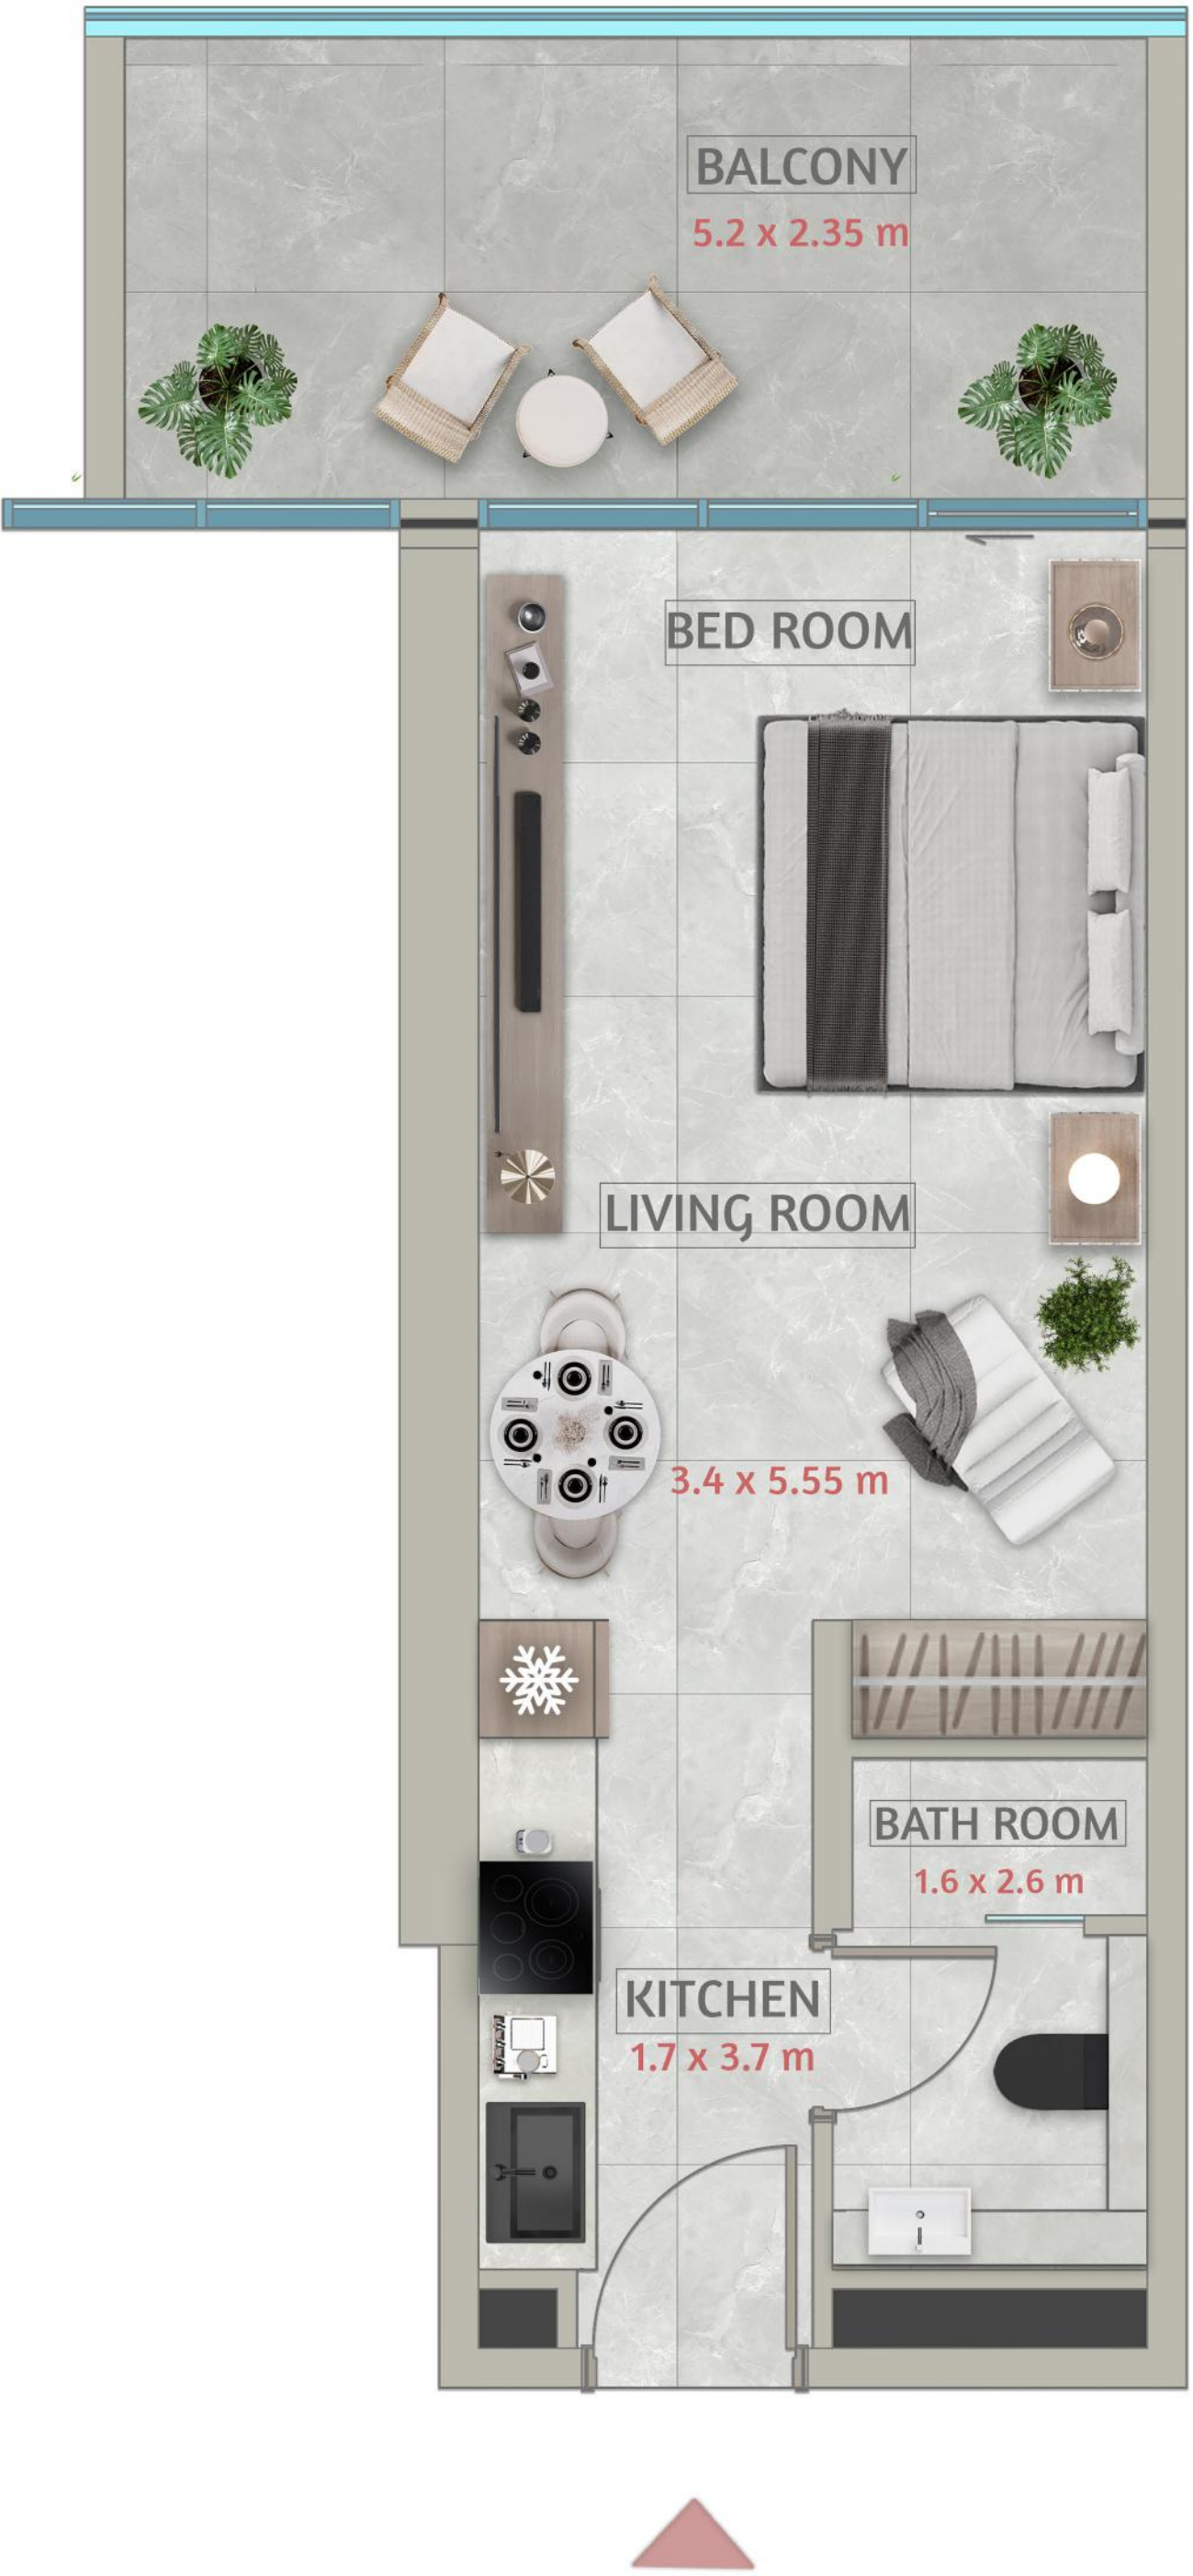 BALCONY
5.2 x 2.35 m
BED ROOM
LIVING ROOM
3.4 x 5.55 m
BATH ROOM
1.6 x 2.6 m
KITCHEN
1.7 x 3.7 m